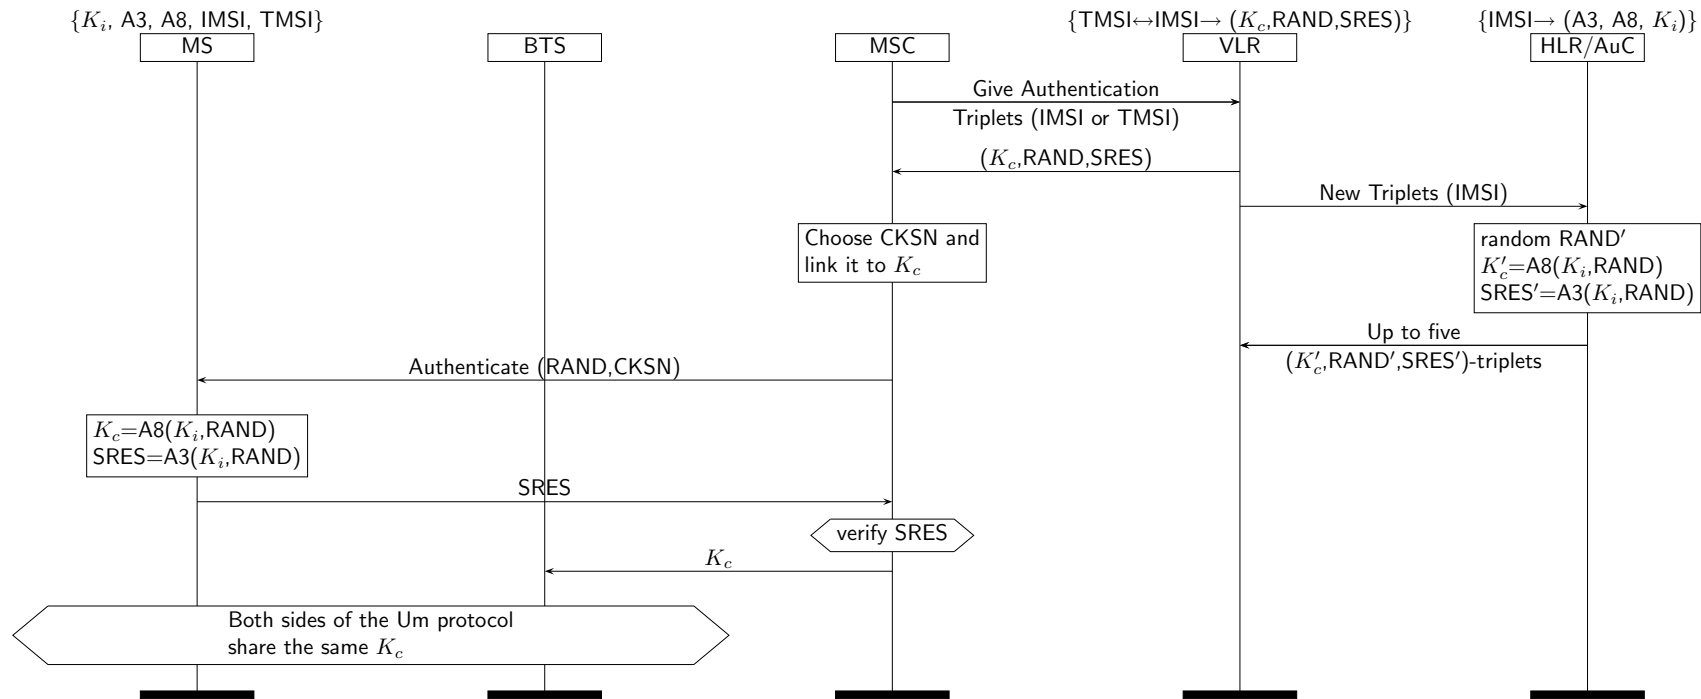 {K_i, A3, A8, IMSI, TMSI}
{TMSI↔IMSI→ (K_c,RAND,SRES)}
{IMSI→ (A3, A8, K_i)}
MS
BTS
MSC
VLR
HLR/AuC
Give Authentication
Triplets (IMSI or TMSI)
(K_c,RAND,SRES)
New Triplets (IMSI)
Choose CKSN and
link it to K_c
random RAND′
K′_c=A8(K_i,RAND)
SRES′=A3(K_i,RAND)
Up to five
(K′_c,RAND′,SRES′)-triplets
Authenticate (RAND,CKSN)
K_c=A8(K_i,RAND)
SRES=A3(K_i,RAND)
SRES
verify SRES
K_c
Both sides of the Um protocol
share the same K_c